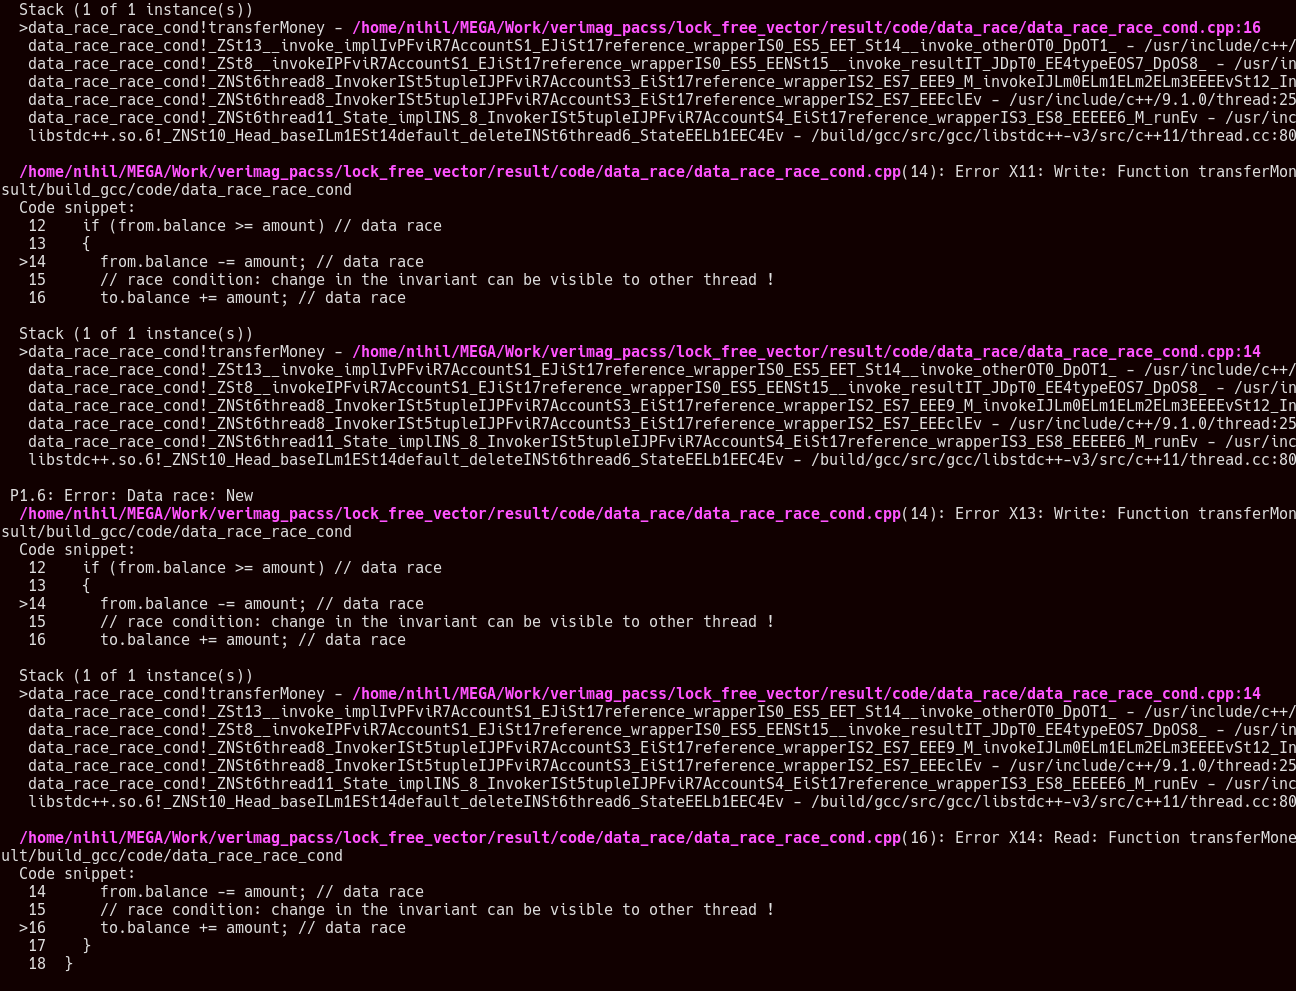 Stack (1 of 1 instance(s))
>data_race_race_cond!transferMoney - /home/nihil/MEGA/Work/verimag_pacss/lock_free_vector/result/code/data_race/data_race_race_cond.cpp:16
data_race_race_cond!_ZSt13__invoke_implIvPFviR7AccountS1_EJiSt17reference_wrapperIS0_ES5_EET_St14__invoke_otherOT0_DpOT1_ - /usr/include/c++/
data_race_race_cond!_ZSt8__invokeIPFviR7AccountS1_EJiSt17reference_wrapperIS0_ES5_EENSt15__invoke_resultIT_JDpT0_EE4typeEOS7_DpOS8_ - /usr/in
data_race_race_cond!_ZNSt6thread8_InvokerISt5tupleIJPFviR7AccountS3_EiSt17reference_wrapperIS2_ES7_EEE9_M_invokeIJLm0ELm1ELm2ELm3EEEEvSt12_In
data_race_race_cond!_ZNSt6thread8_InvokerISt5tupleIJPFviR7AccountS3_EiSt17reference_wrapperIS2_ES7_EEEclEv - /usr/include/c++/9.1.0/thread:25
data_race_race_cond!_ZNSt6thread11_State_implINS_8_InvokerISt5tupleIJPFviR7AccountS4_EiSt17reference_wrapperIS3_ES8_EEEEE6_M_runEv - /usr/inc
libstdc++.so.6!_ZNSt10_Head_baseILm1ESt14default_deleteINSt6thread6_StateEELb1EEC4Ev - /build/gcc/src/gcc/libstdc++-v3/src/c++11/thread.cc:80
/home/nihil/MEGA/Work/verimag_pacss/lock_free_vector/result/code/data_race/data_race_race_cond.cpp(14): Error X11: Write: Function transferMon
sult/build_gcc/code/data_race_race_cond
Code snippet:
12    if (from.balance >= amount) // data race
13    {
>14      from.balance -= amount; // data race
15      // race condition: change in the invariant can be visible to other thread !
16      to.balance += amount; // data race
Stack (1 of 1 instance(s))
>data_race_race_cond!transferMoney - /home/nihil/MEGA/Work/verimag_pacss/lock_free_vector/result/code/data_race/data_race_race_cond.cpp:14
data_race_race_cond!_ZSt13__invoke_implIvPFviR7AccountS1_EJiSt17reference_wrapperIS0_ES5_EET_St14__invoke_otherOT0_DpOT1_ - /usr/include/c++/
data_race_race_cond!_ZSt8__invokeIPFviR7AccountS1_EJiSt17reference_wrapperIS0_ES5_EENSt15__invoke_resultIT_JDpT0_EE4typeEOS7_DpOS8_ - /usr/in
data_race_race_cond!_ZNSt6thread8_InvokerISt5tupleIJPFviR7AccountS3_EiSt17reference_wrapperIS2_ES7_EEE9_M_invokeIJLm0ELm1ELm2ELm3EEEEvSt12_In
data_race_race_cond!_ZNSt6thread8_InvokerISt5tupleIJPFviR7AccountS3_EiSt17reference_wrapperIS2_ES7_EEEclEv - /usr/include/c++/9.1.0/thread:25
data_race_race_cond!_ZNSt6thread11_State_implINS_8_InvokerISt5tupleIJPFviR7AccountS4_EiSt17reference_wrapperIS3_ES8_EEEEE6_M_runEv - /usr/inc
libstdc++.so.6!_ZNSt10_Head_baseILm1ESt14default_deleteINSt6thread6_StateEELb1EEC4Ev - /build/gcc/src/gcc/libstdc++-v3/src/c++11/thread.cc:80
P1.6: Error: Data race: New
/home/nihil/MEGA/Work/verimag_pacss/lock_free_vector/result/code/data_race/data_race_race_cond.cpp(14): Error X13: Write: Function transferMon
sult/build_gcc/code/data_race_race_cond
Code snippet:
12    if (from.balance >= amount) // data race
13    {
>14      from.balance -= amount; // data race
15      // race condition: change in the invariant can be visible to other thread !
16      to.balance += amount; // data race
Stack (1 of 1 instance(s))
>data_race_race_cond!transferMoney - /home/nihil/MEGA/Work/verimag_pacss/lock_free_vector/result/code/data_race/data_race_race_cond.cpp:14
data_race_race_cond!_ZSt13__invoke_implIvPFviR7AccountS1_EJiSt17reference_wrapperIS0_ES5_EET_St14__invoke_otherOT0_DpOT1_ - /usr/include/c++/
data_race_race_cond!_ZSt8__invokeIPFviR7AccountS1_EJiSt17reference_wrapperIS0_ES5_EENSt15__invoke_resultIT_JDpT0_EE4typeEOS7_DpOS8_ - /usr/in
data_race_race_cond!_ZNSt6thread8_InvokerISt5tupleIJPFviR7AccountS3_EiSt17reference_wrapperIS2_ES7_EEE9_M_invokeIJLm0ELm1ELm2ELm3EEEEvSt12_In
data_race_race_cond!_ZNSt6thread8_InvokerISt5tupleIJPFviR7AccountS3_EiSt17reference_wrapperIS2_ES7_EEEclEv - /usr/include/c++/9.1.0/thread:25
data_race_race_cond!_ZNSt6thread11_State_implINS_8_InvokerISt5tupleIJPFviR7AccountS4_EiSt17reference_wrapperIS3_ES8_EEEEE6_M_runEv - /usr/inc
libstdc++.so.6!_ZNSt10_Head_baseILm1ESt14default_deleteINSt6thread6_StateEELb1EEC4Ev - /build/gcc/src/gcc/libstdc++-v3/src/c++11/thread.cc:80
/home/nihil/MEGA/Work/verimag_pacss/lock_free_vector/result/code/data_race/data_race_race_cond.cpp(16): Error X14: Read: Function transferMone
ult/build_gcc/code/data_race_race_cond
Code snippet:
14      from.balance -= amount; // data race
15      // race condition: change in the invariant can be visible to other thread !
>16      to.balance += amount; // data race
17    }
18  }